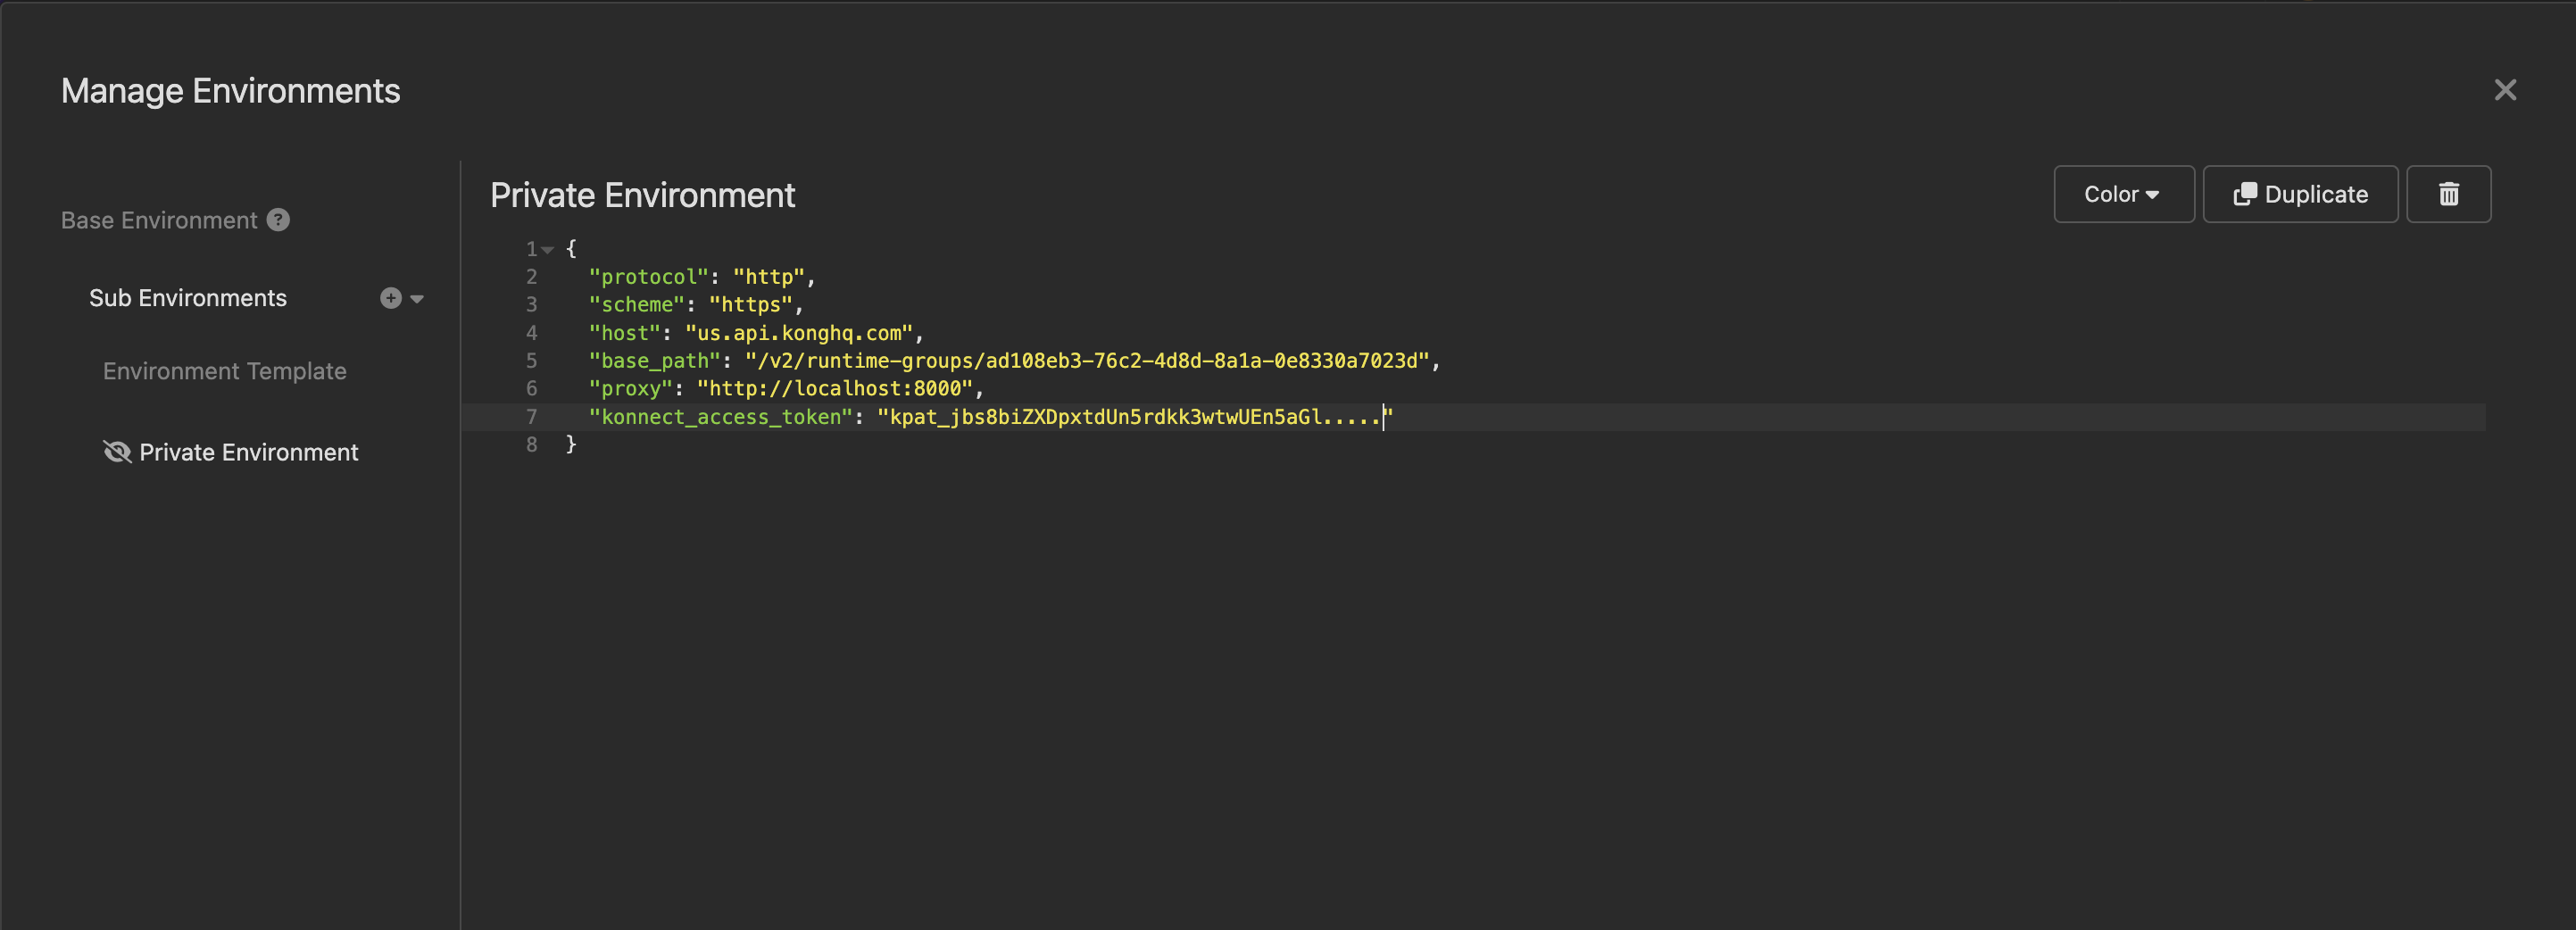 Manage Environments
Base Environment ?
Sub Environments
Environment Template
Private Environment
Private Environment
Color
Duplicate
1 {
2 "protocol": "http",
3 "scheme": "https",
4 "host": "us.api.konghq.com",
5 "base_path": "/v2/runtime-groups/ad108eb3-76c2-4d8d-8a1a-0e8330a7023d",
6 "proxy": "http://localhost:8000",
7 "konnect_access_token": "kpat_jbs8biZXDpxtdUn5rdkk3wtwUEn5aGl....."
8 }